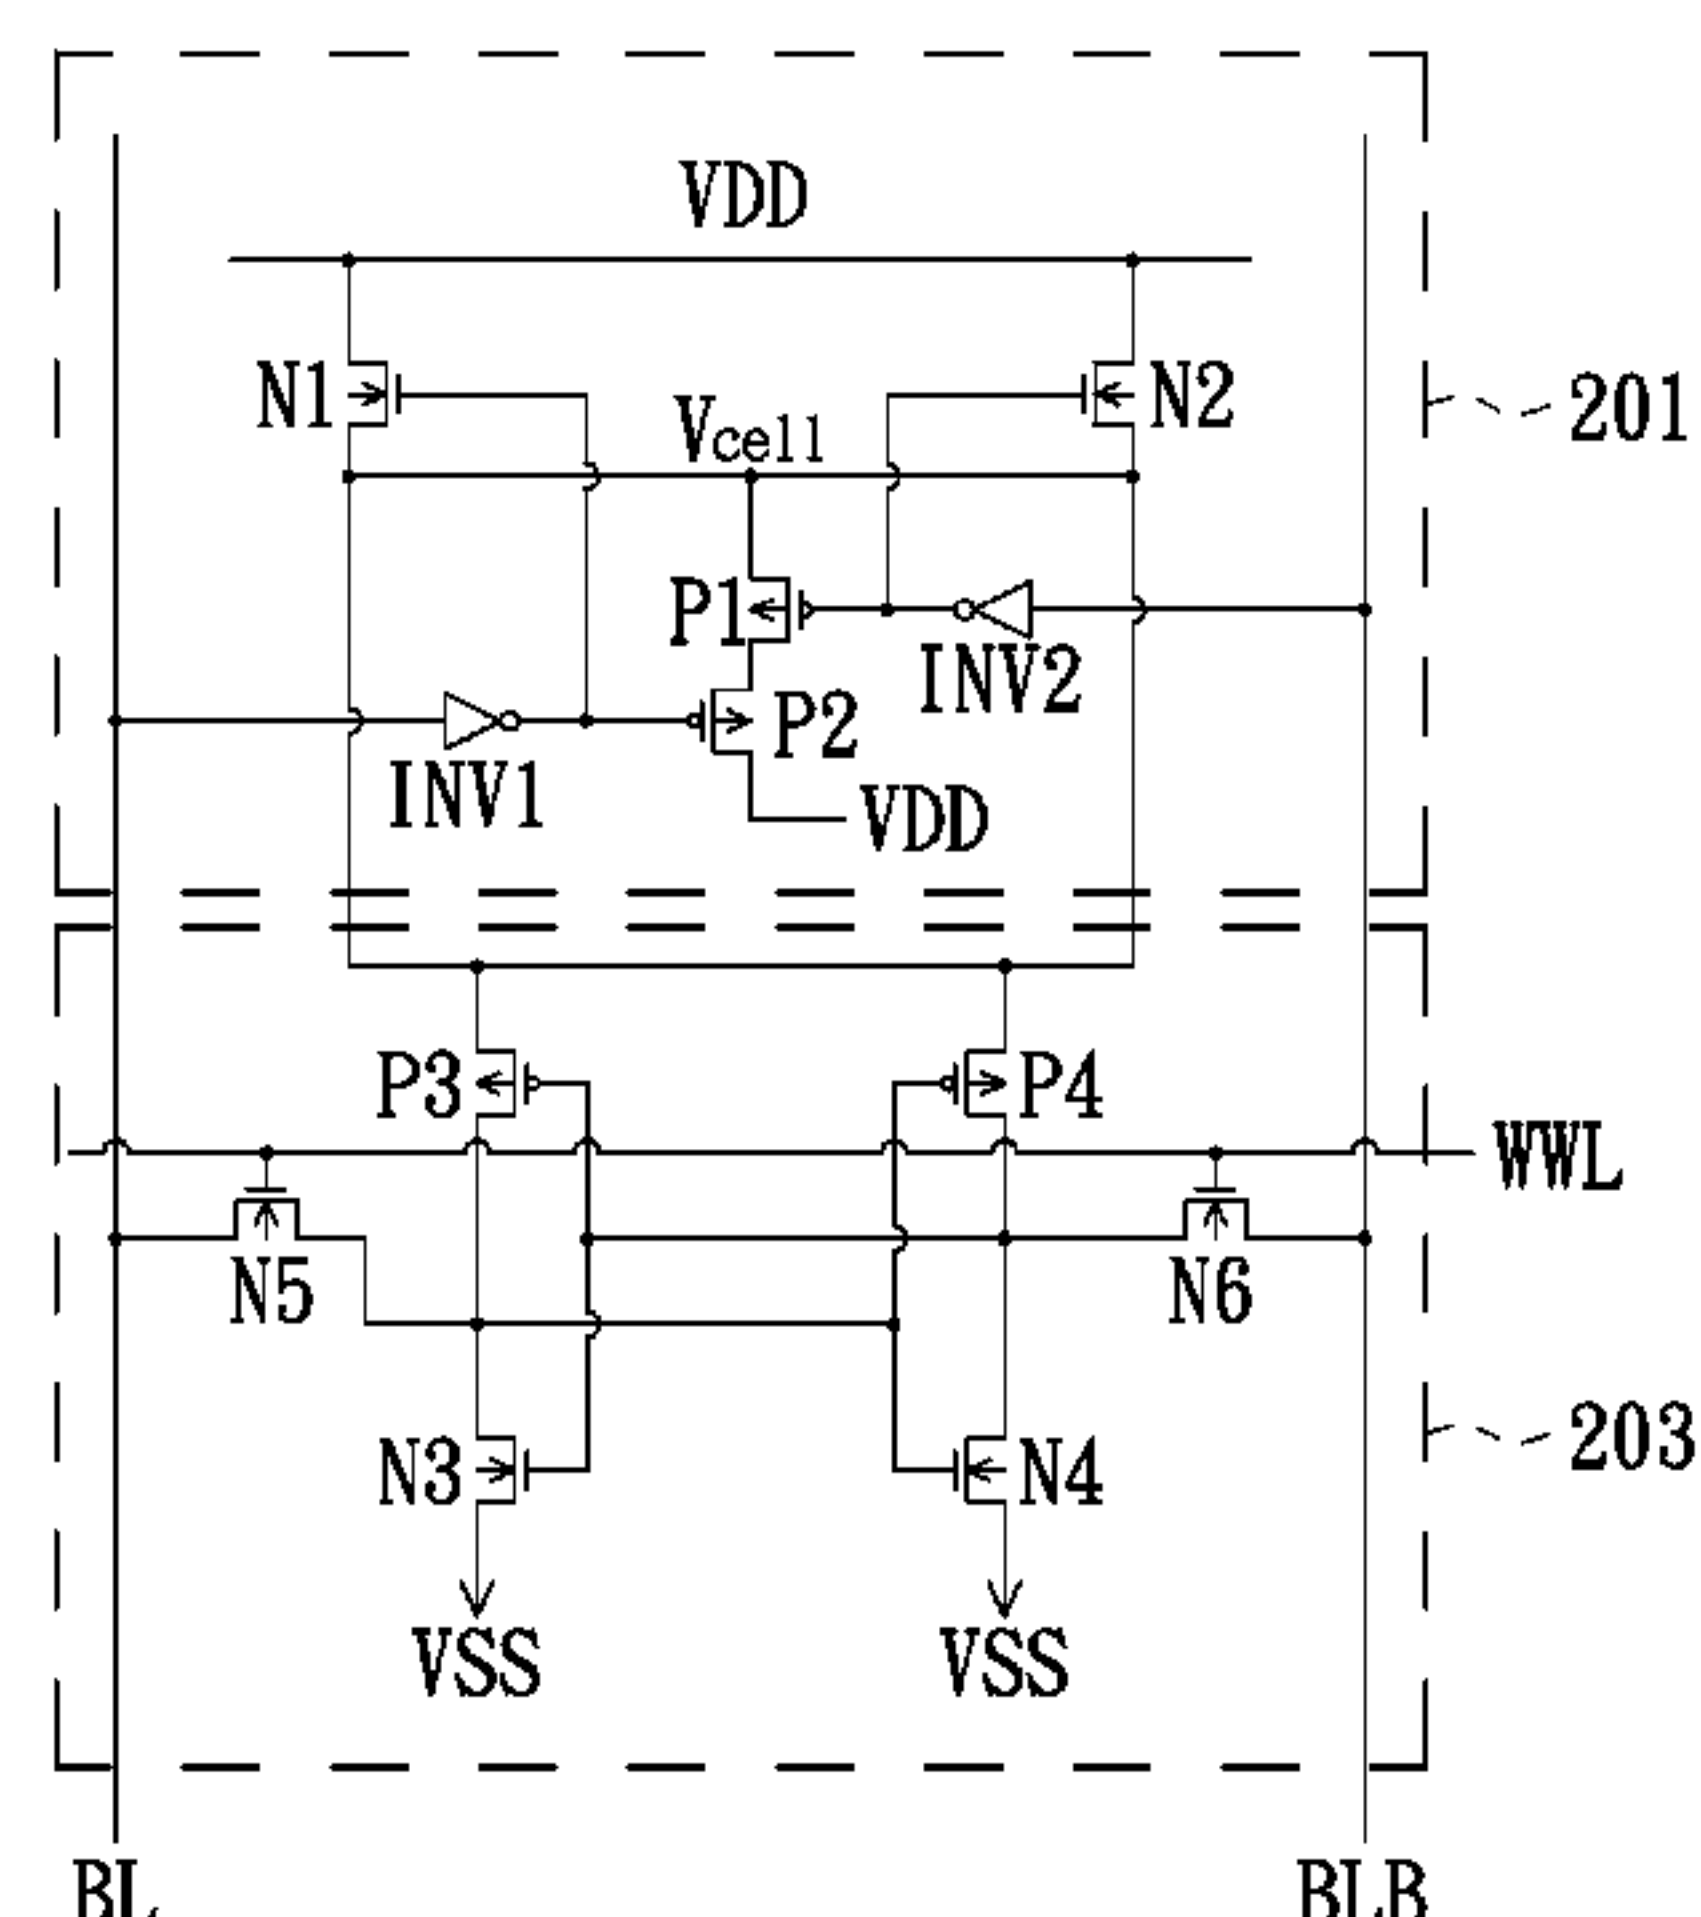 VDD
N1
N2
Vcell
201
P1
INV2
P2
INV1
VDD
P3
P4
WWL
N5
N6
N3
N4
203
VSS
VSS
BL
BLB